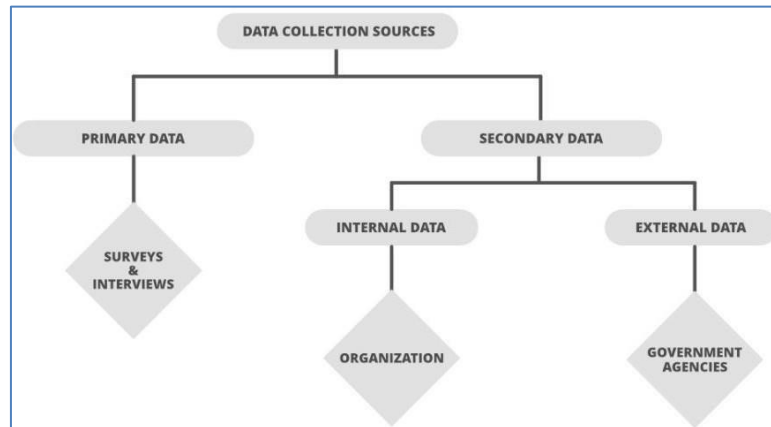 DATA COLLECTION SOURCES
PRIMARY DATA
SECONDARY DATA
INTERNAL DATA
EXTERNAL DATA
SURVEYS
&
INTERVIEWS
ORGANIZATION
GOVERNMENT
AGENCIES